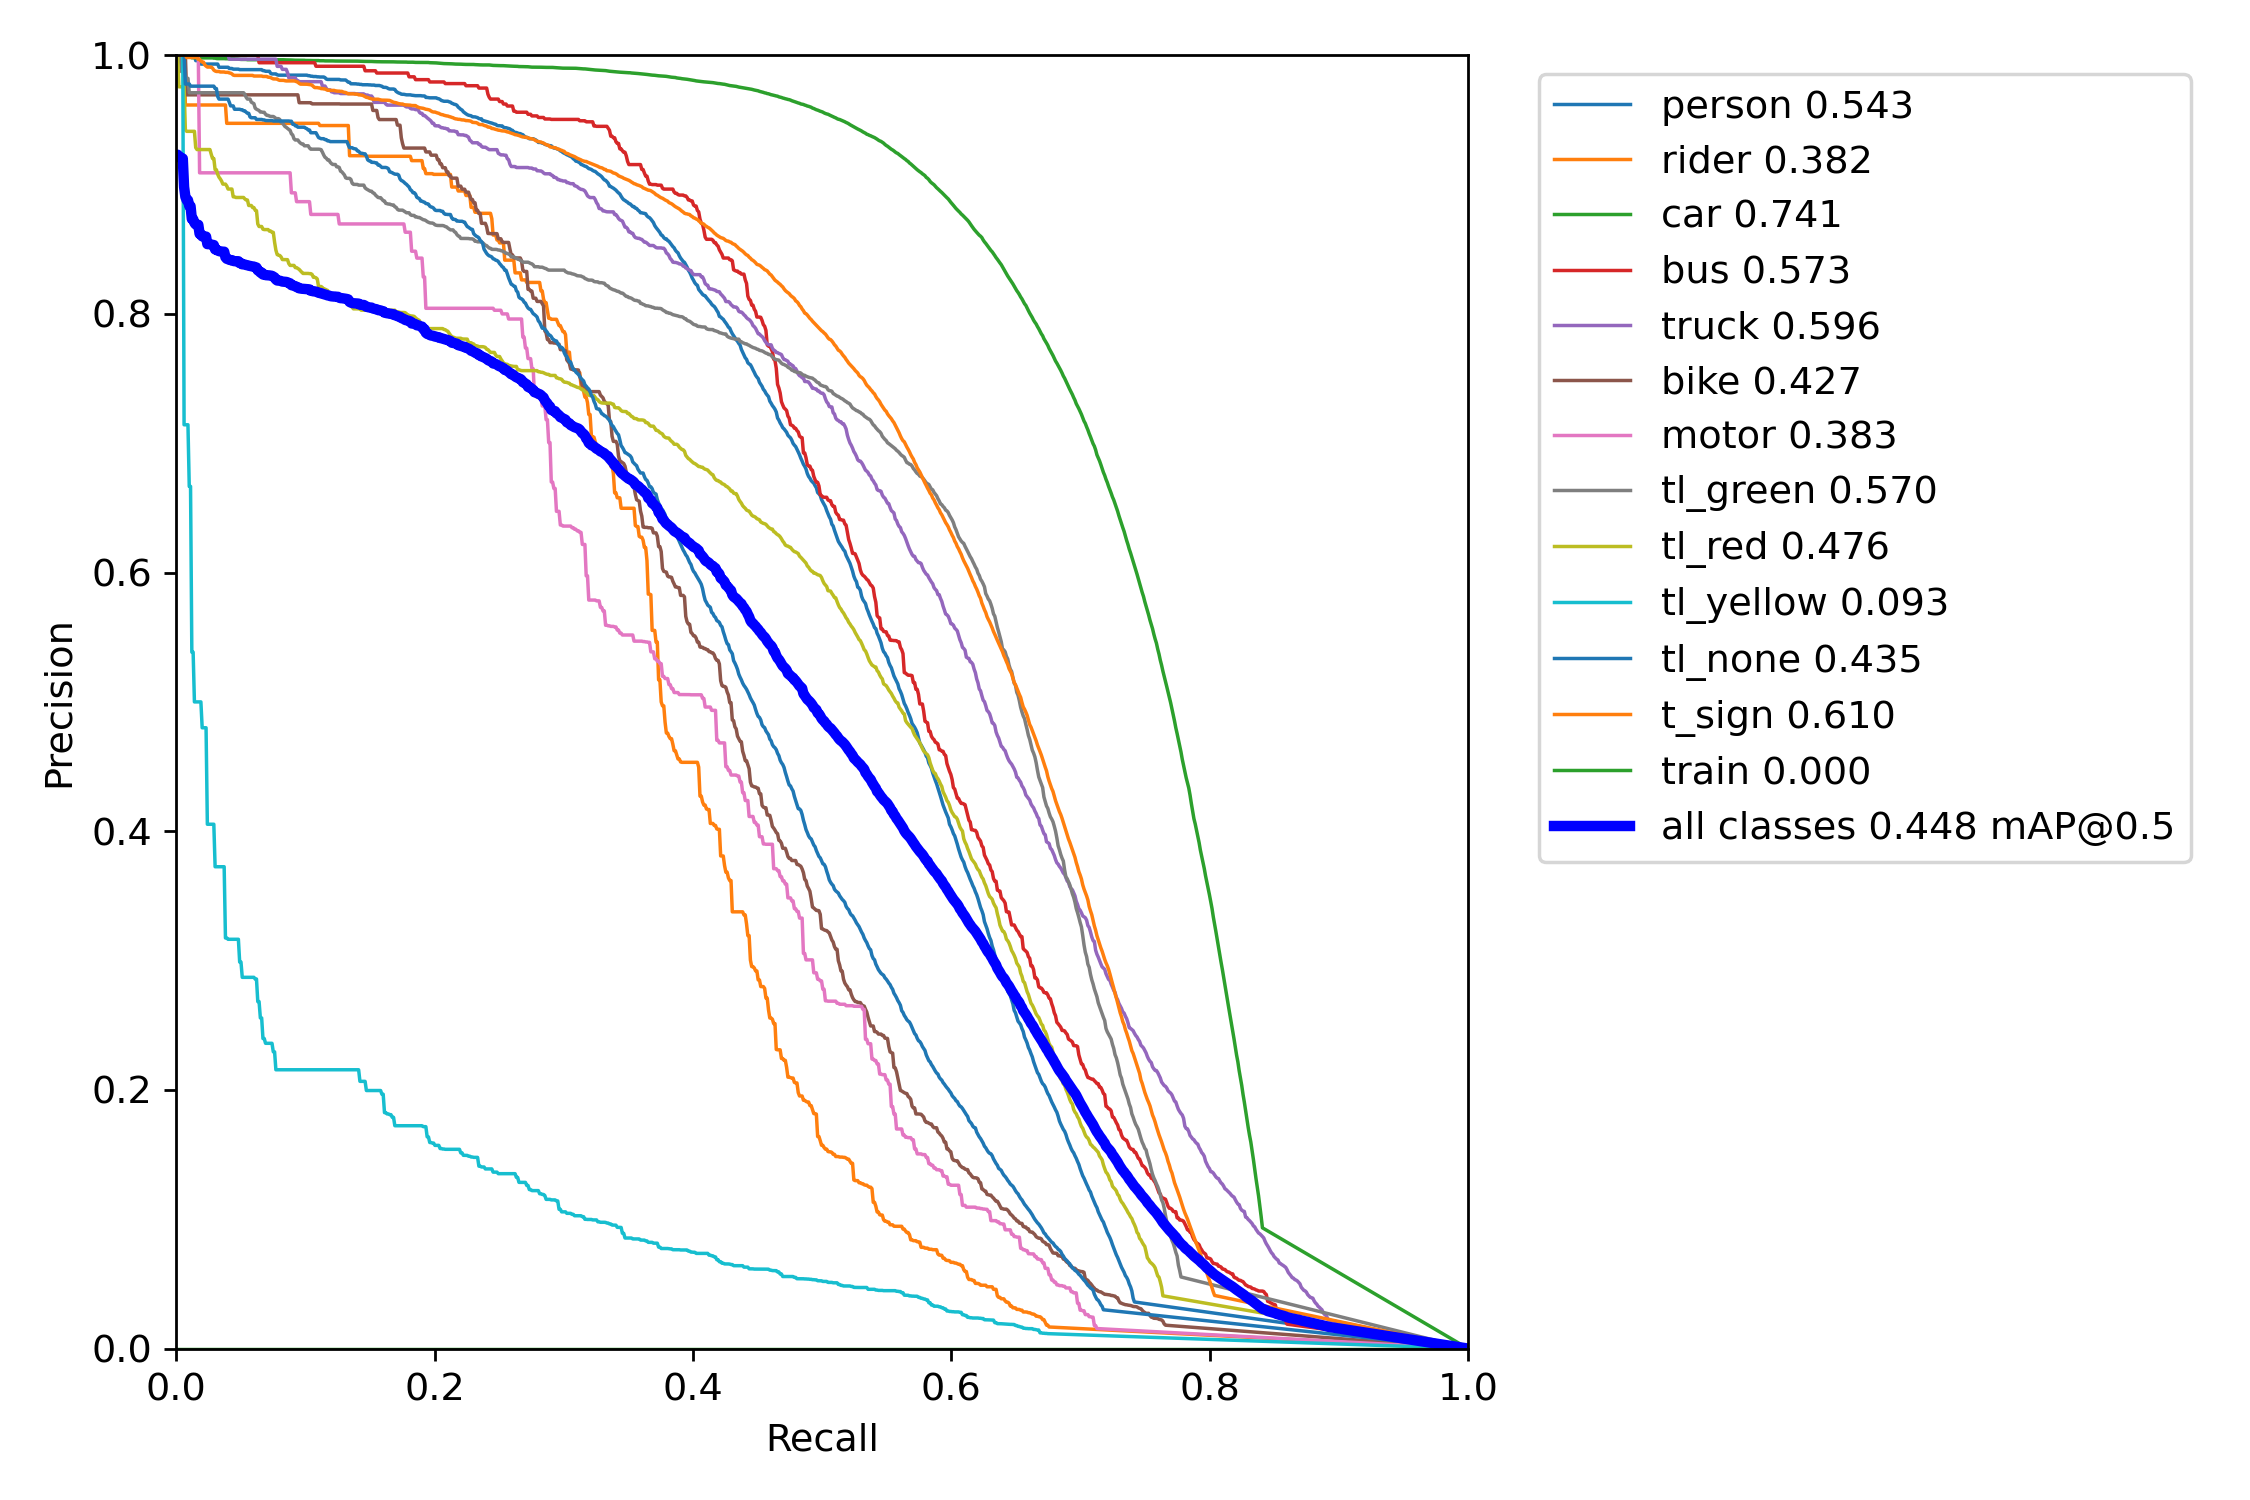 1.0
0.8
0.6
0.4
0.2
0.0
Precision
0.0 0.2 0.4 0.6 0.8 1.0
Recall
person 0.543
rider 0.382
car 0.741
bus 0.573
truck 0.596
bike 0.427
motor 0.383
tl_green 0.570
tl_red 0.476
tl_yellow 0.093
tl_none 0.435
t_sign 0.610
train 0.000
all classes 0.448 mAP@0.5